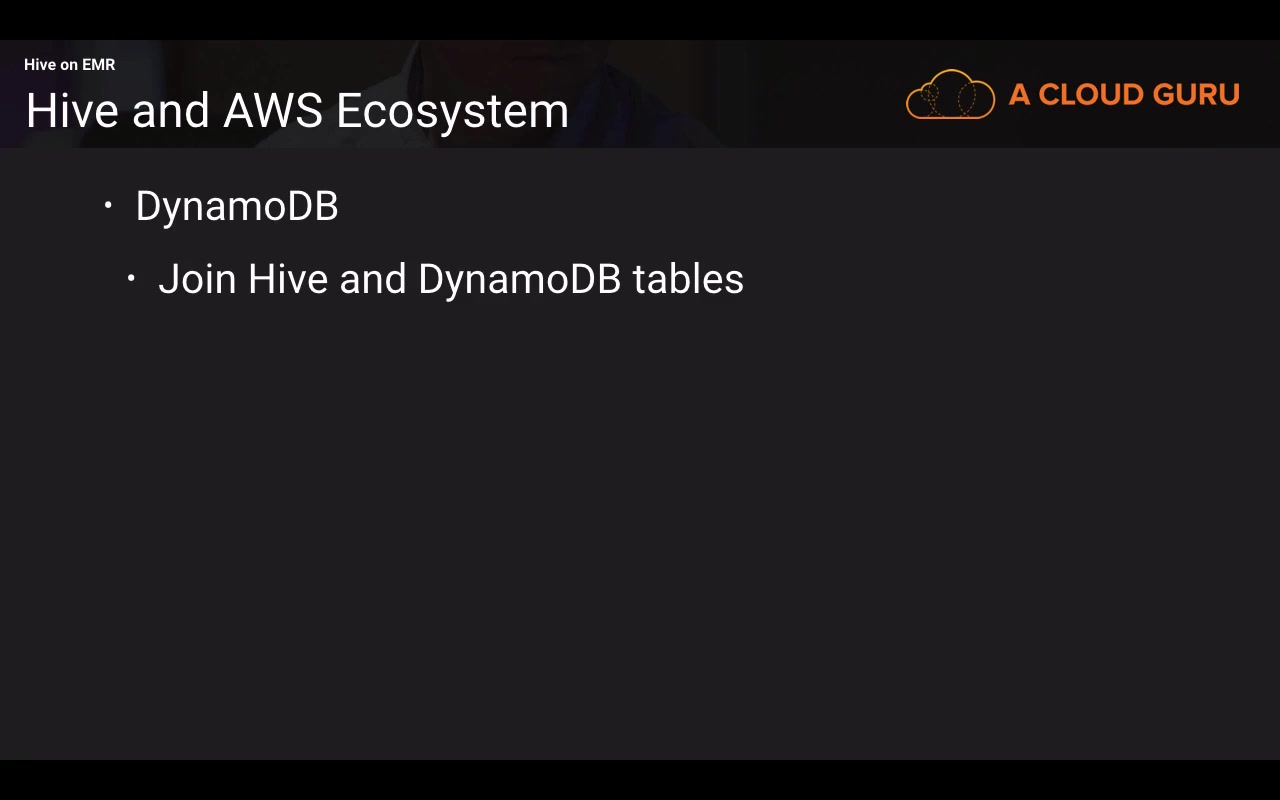 Hive on EMR
Hive and AWS Ecosystem
A CLOUD GURU
• DynamoDB
• Join Hive and DynamoDB tables